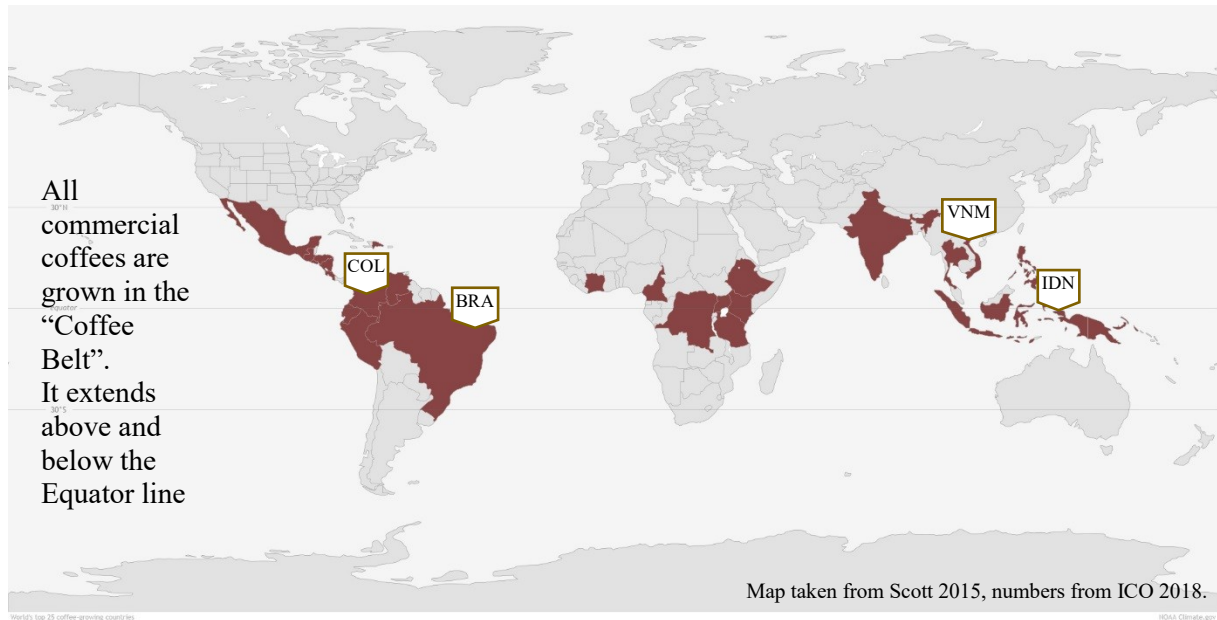 All
commercial
coffees are
grown in the
“Coffee
Belt”.
It extends
above and
below the
Equator line
30°N
Equator
30°S
COL
BRA
VNM
IDN
Map taken from Scott 2015, numbers from ICO 2018.
World's top 25 coffee-growing countries
NOAA Climate.gov